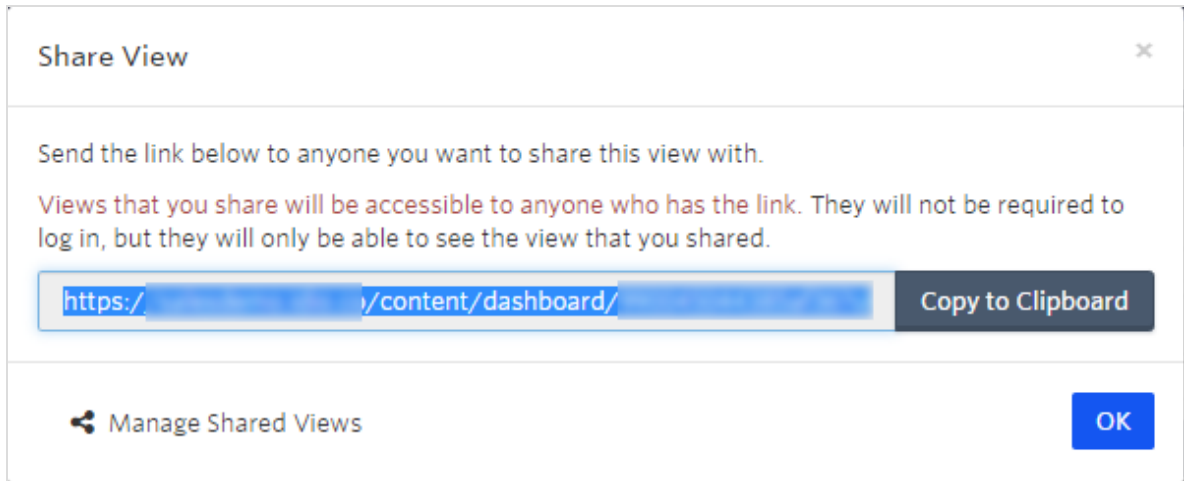 Share View
×
Send the link below to anyone you want to share this view with.
Views that you share will be accessible to anyone who has the link. They will not be required to
log in, but they will only be able to see the view that you shared.
https:/ /content/dashboard/
Copy to Clipboard
Manage Shared Views
OK